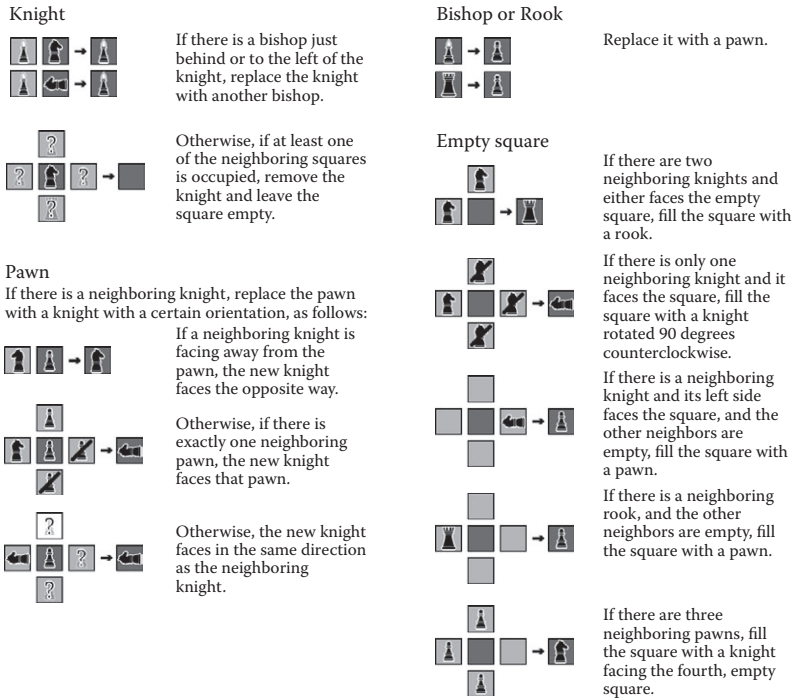 Knight
If there is a bishop just
behind or to the left of the
knight, replace the knight
with another bishop.
Otherwise, if at least one
of the neighboring squares
is occupied, remove the
knight and leave the
square empty.
?
? ?
?
Pawn
If there is a neighboring knight, replace the pawn
with a knight with a certain orientation, as follows:
If a neighboring knight is
facing away from the
pawn, the new knight
faces the opposite way.
Otherwise, if there is
exactly one neighboring
pawn, the new knight
faces that pawn.
?
?
?
Otherwise, the new knight
faces in the same direction
as the neighboring
knight.
Bishop or Rook
Replace it with a pawn.
Empty square
If there are two
neighboring knights and
either faces the empty
square, fill the square with
a rook.
If there is only one
neighboring knight and it
faces the square, fill the
square with a knight
rotated 90 degrees
counterclockwise.
If there is a neighboring
knight and its left side
faces the square, and the
other neighbors are
empty, fill the square with
a pawn.
If there is a neighboring
rook, and the other
neighbors are empty, fill
the square with a pawn.
If there are three
neighboring pawns, fill
the square with a knight
facing the fourth, empty
square.